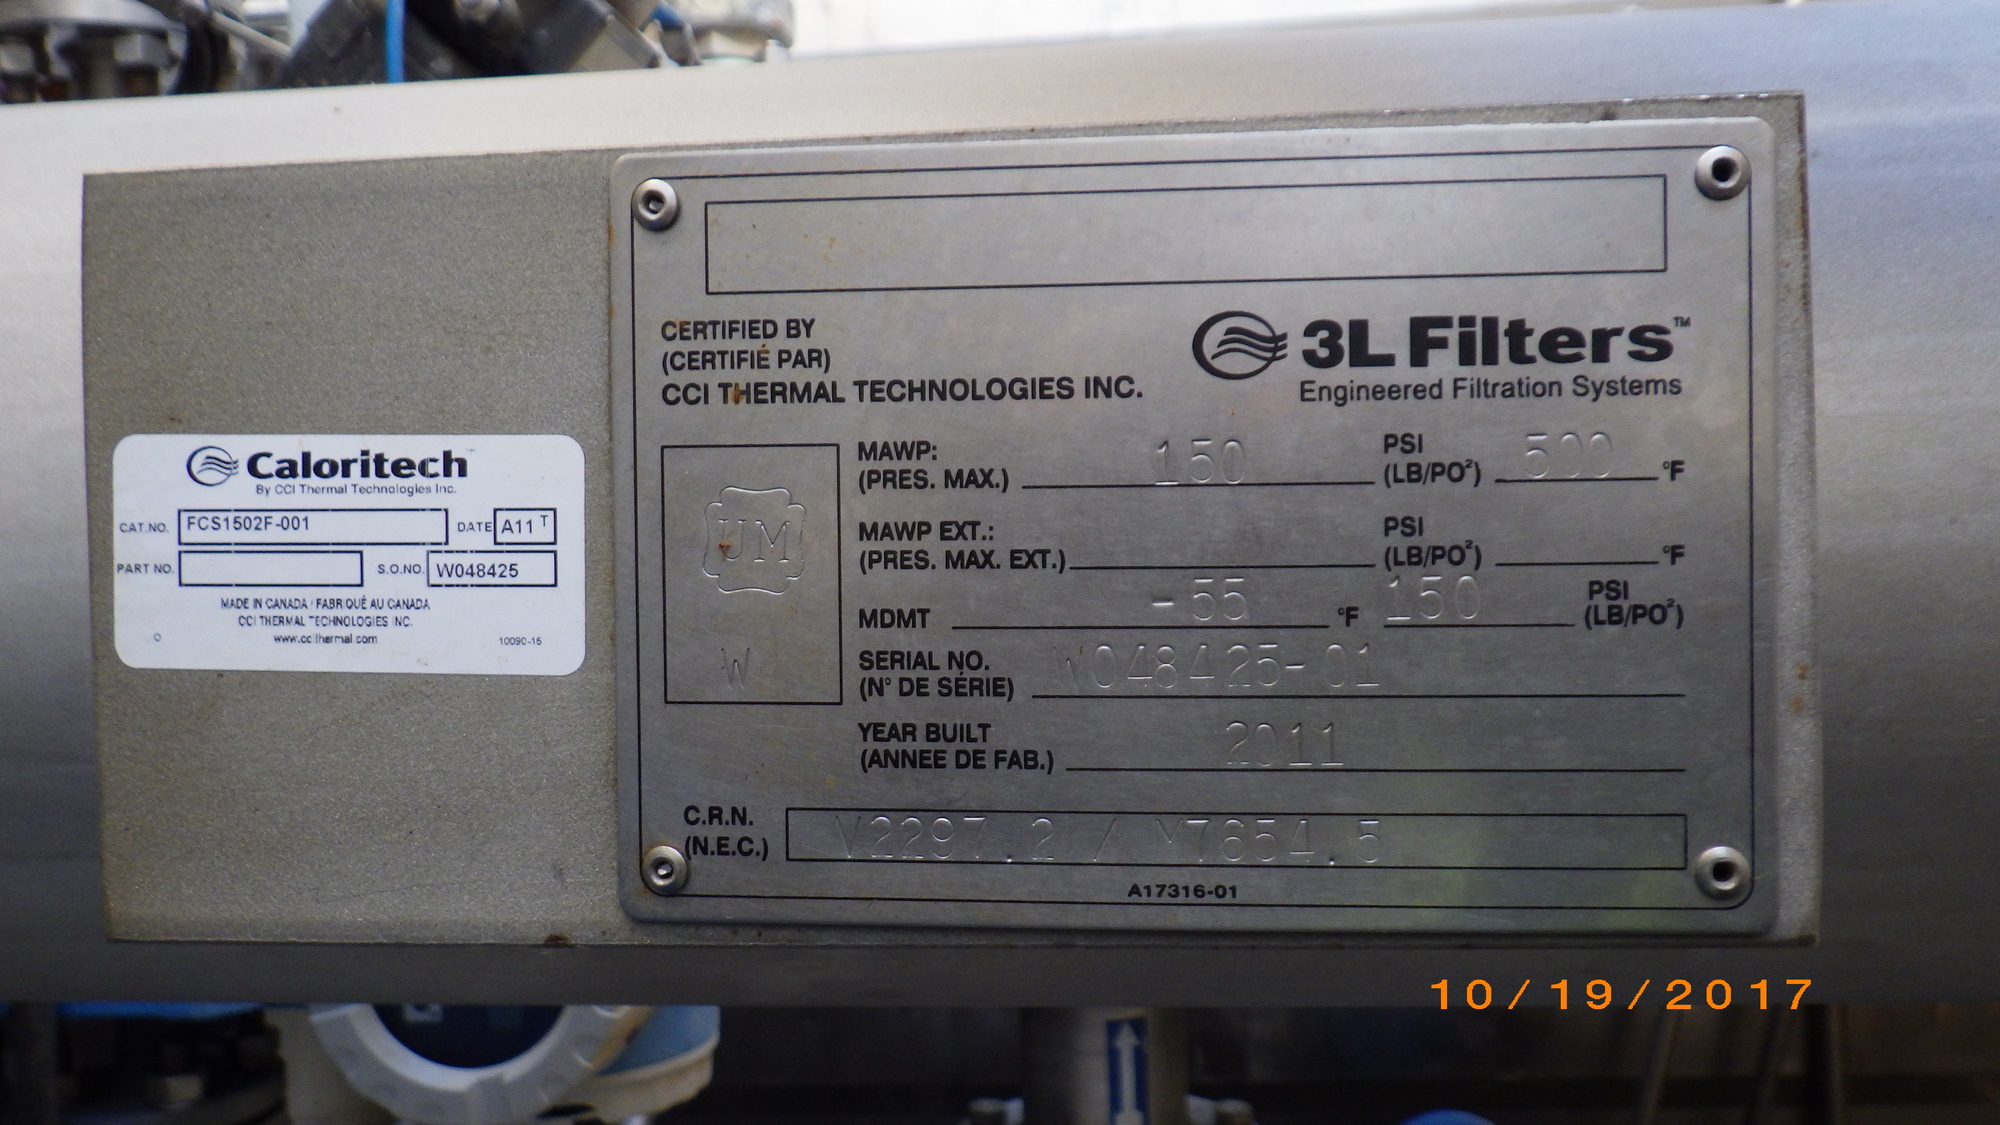 Caloritech
By CCI Thermal Technologies Inc.
CAT.NO. FCS1502F-001 DATE A11 T
PART NO. S.O.NO. W048425
MADE IN CANADA / FABRIQUÉ AU CANADA
CCI THERMAL TECHNOLOGIES INC.
www.ccithermal.com 10090-15
CERTIFIED BY
(CERTIFIÉ PAR)
CCI THERMAL TECHNOLOGIES INC.
3L Filters™
Engineered Filtration Systems
UM
W
MAWP: 150 PSI 500
(PRES. MAX.) (LB/PO²) °F
MAWP EXT.: PSI
(PRES. MAX. EXT.) (LB/PO²) °F
MDMT -55 °F 150 PSI
(LB/PO²)
SERIAL NO. W048425-01
(N° DE SÉRIE)
YEAR BUILT 2011
(ANNEE DE FAB.)
C.R.N. V2297.2 / M7654.5
(N.E.C.)
A17316-01
10/19/2017